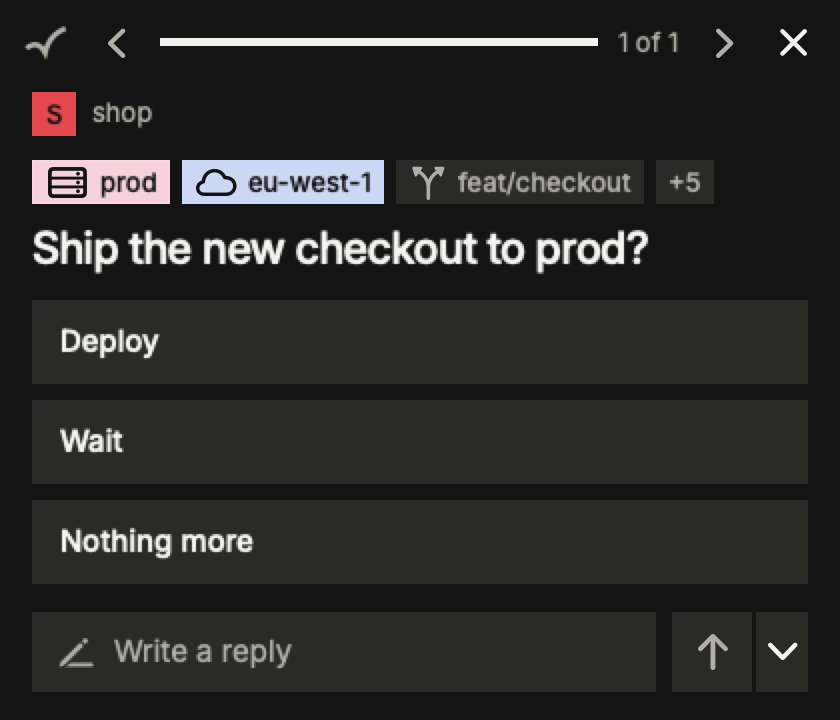 1 of 1
S shop
prod eu-west-1 feat/checkout +5
Ship the new checkout to prod?
Deploy
Wait
Nothing more
Write a reply